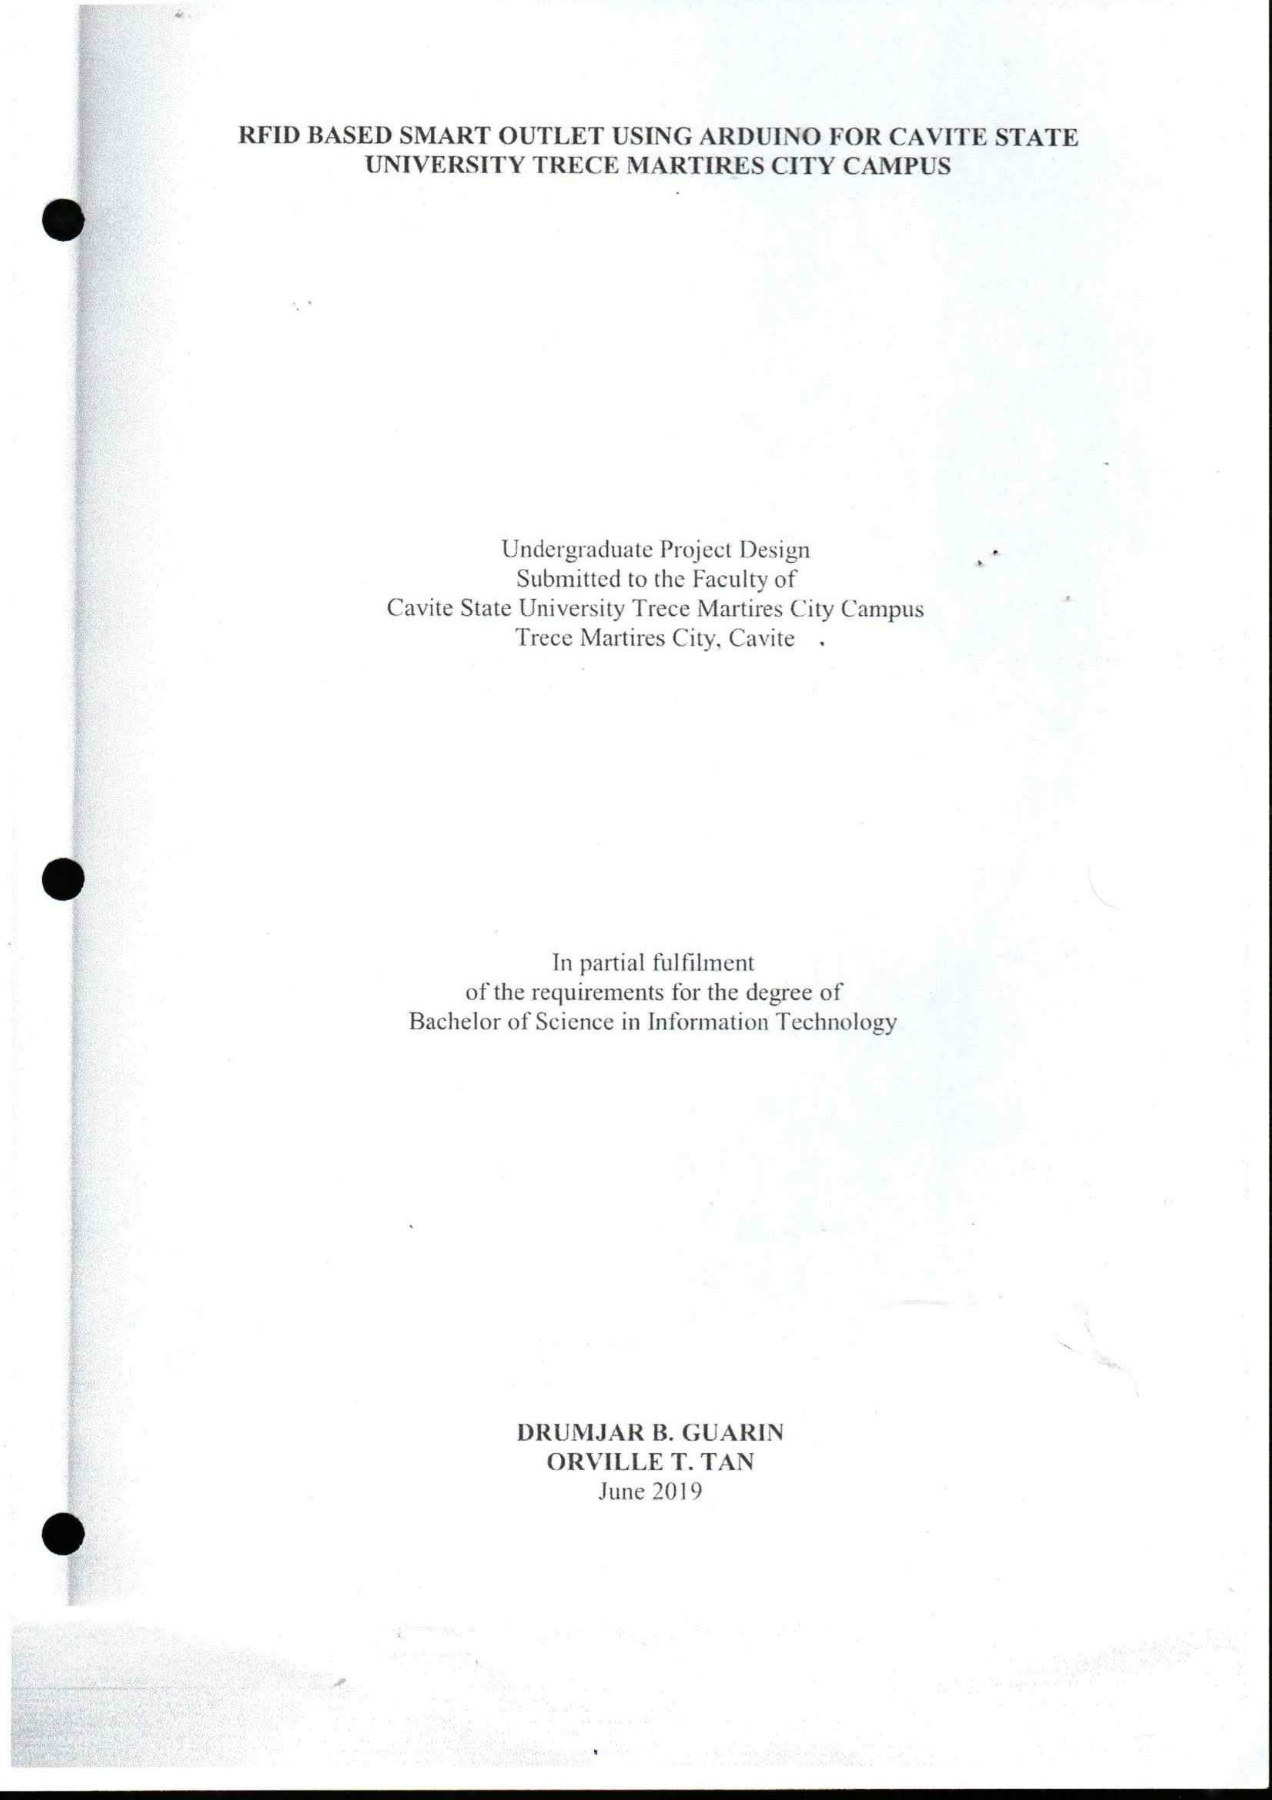 RFID BASED SMART OUTLET USING ARDUINO FOR CAVITE STATE
UNIVERSITY TRECE MARTIRES CITY CAMPUS
Undergraduate Project Design
Submitted to the Faculty of
Cavite State University Trece Martires City Campus
Trece Martires City, Cavite
In partial fulfilment
of the requirements for the degree of
Bachelor of Science in Information Technology
DRUMJAR B. GUARIN
ORVILLE T. TAN
June 2019